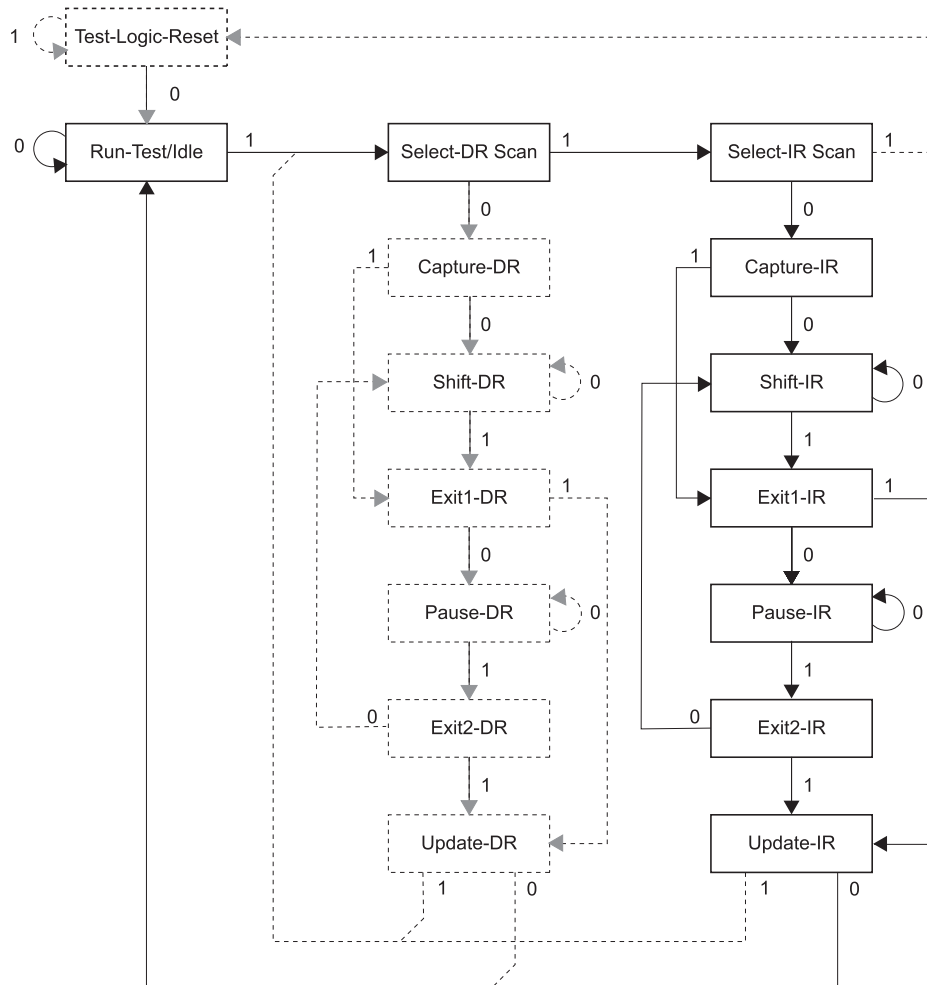 Test-Logic-Reset
1
0
0
Run-Test/Idle
1
Select-DR Scan
1
Select-IR Scan
1
0
0
1
Capture-DR
1
Capture-IR
0
0
Shift-DR
0
Shift-IR
0
1
1
Exit1-DR
1
Exit1-IR
1
0
0
Pause-DR
0
Pause-IR
0
1
1
0
Exit2-DR
0
Exit2-IR
1
1
Update-DR
Update-IR
1
0
1
0